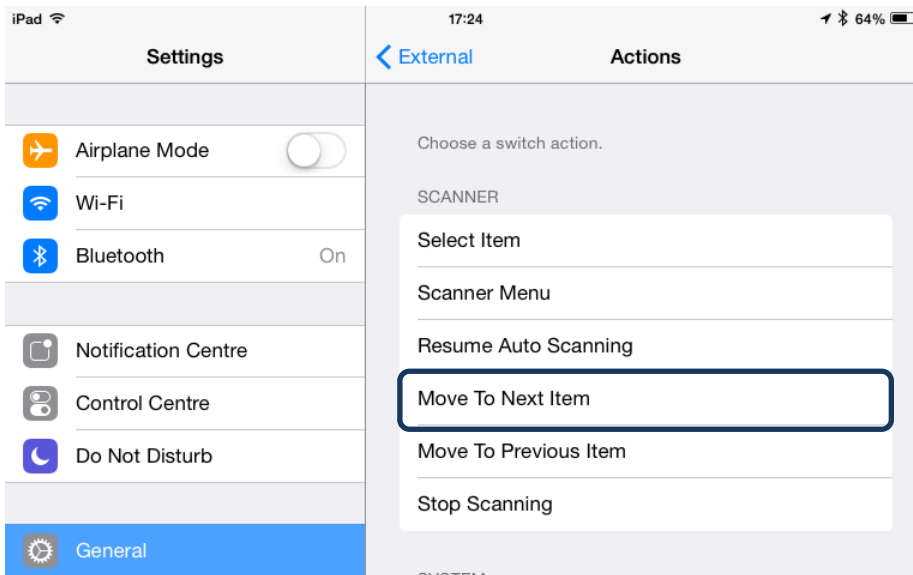 iPad 17:24 64%
Settings
Airplane Mode
Wi-Fi
Bluetooth On
Notification Centre
Control Centre
Do Not Disturb
General
External Actions
Choose a switch action.
SCANNER
Select Item
Scanner Menu
Resume Auto Scanning
Move To Next Item
Move To Previous Item
Stop Scanning
SYSTEM